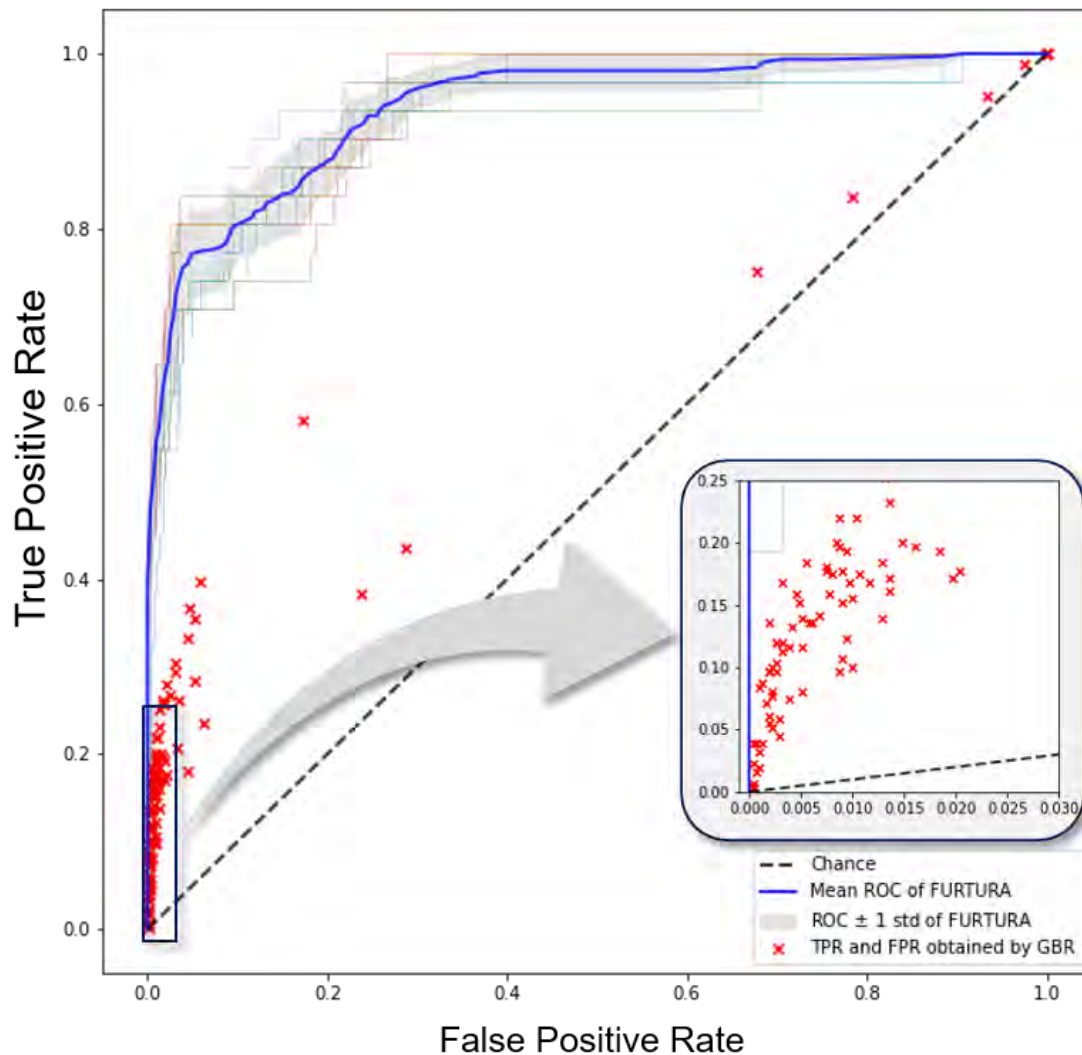 True Positive Rate
1.0
0.8
0.6
0.4
0.2
0.0
0.25
0.20
0.15
0.10
0.05
0.00
0.000 0.005 0.010 0.015 0.020 0.025 0.030
Chance
Mean ROC of FURTURA
ROC ± 1 std of FURTURA
TPR and FPR obtained by GBR
0.0 0.2 0.4 0.6 0.8 1.0
False Positive Rate